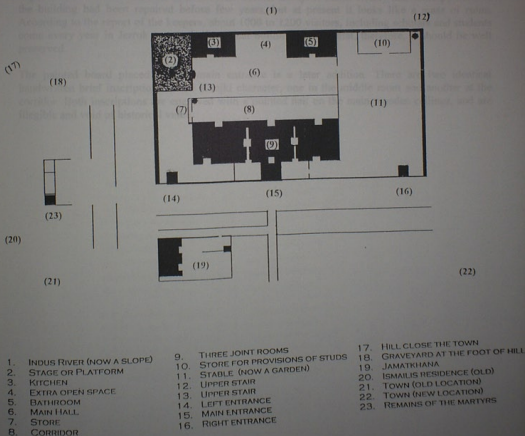 (1)
(12)
(3)
(4)
(5)
(10)
(2)
(6)
(17)
(18)
(13)
(7)
(8)
(11)
(9)
(14)
(15)
(16)
(23)
(20)
(19)
(21)
(22)
1. INDUS RIVER (NOW A SLOPE)
2. STAGE OR PLATFORM
3. KITCHEN
4. EXTRA OPEN SPACE
5. BATHROOM
6. MAIN HALL
7. STORE
8. CORRIDOR
9. THREE JOINT ROOMS
10. STORE FOR PROVISIONS OF STUDS
11. STABLE (NOW A GARDEN)
12. UPPER STAIR
13. UPPER STAIR
14. LEFT ENTRANCE
15. MAIN ENTRANCE
16. RIGHT ENTRANCE
17. HILL CLOSE THE TOWN
18. GRAVEYARD AT THE FOOT OF HILL
19. JAMATKHANA
20. ISMAILIS RESIDENCE (OLD)
21. TOWN (OLD LOCATION)
22. TOWN (NEW LOCATION)
23. REMAINS OF THE MARTYRS